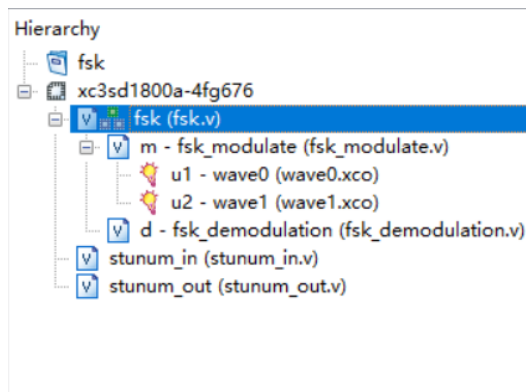 Hierarchy
fsk
xc3sd1800a-4fg676
fsk (fsk.v)
m - fsk_modulate (fsk_modulate.v)
u1 - wave0 (wave0.xco)
u2 - wave1 (wave1.xco)
d - fsk_demodulation (fsk_demodulation.v)
stunum_in (stunum_in.v)
stunum_out (stunum_out.v)